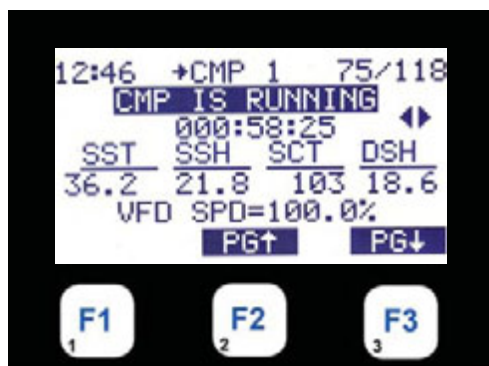 12:46 →CMP 1 75/118
CMP IS RUNNING
000:58:25
SST SSH SCT DSH
36.2 21.8 103 18.6
VFD SPD=100.0%
PG↑ PG↓
F1 F2 F3
1 2 3